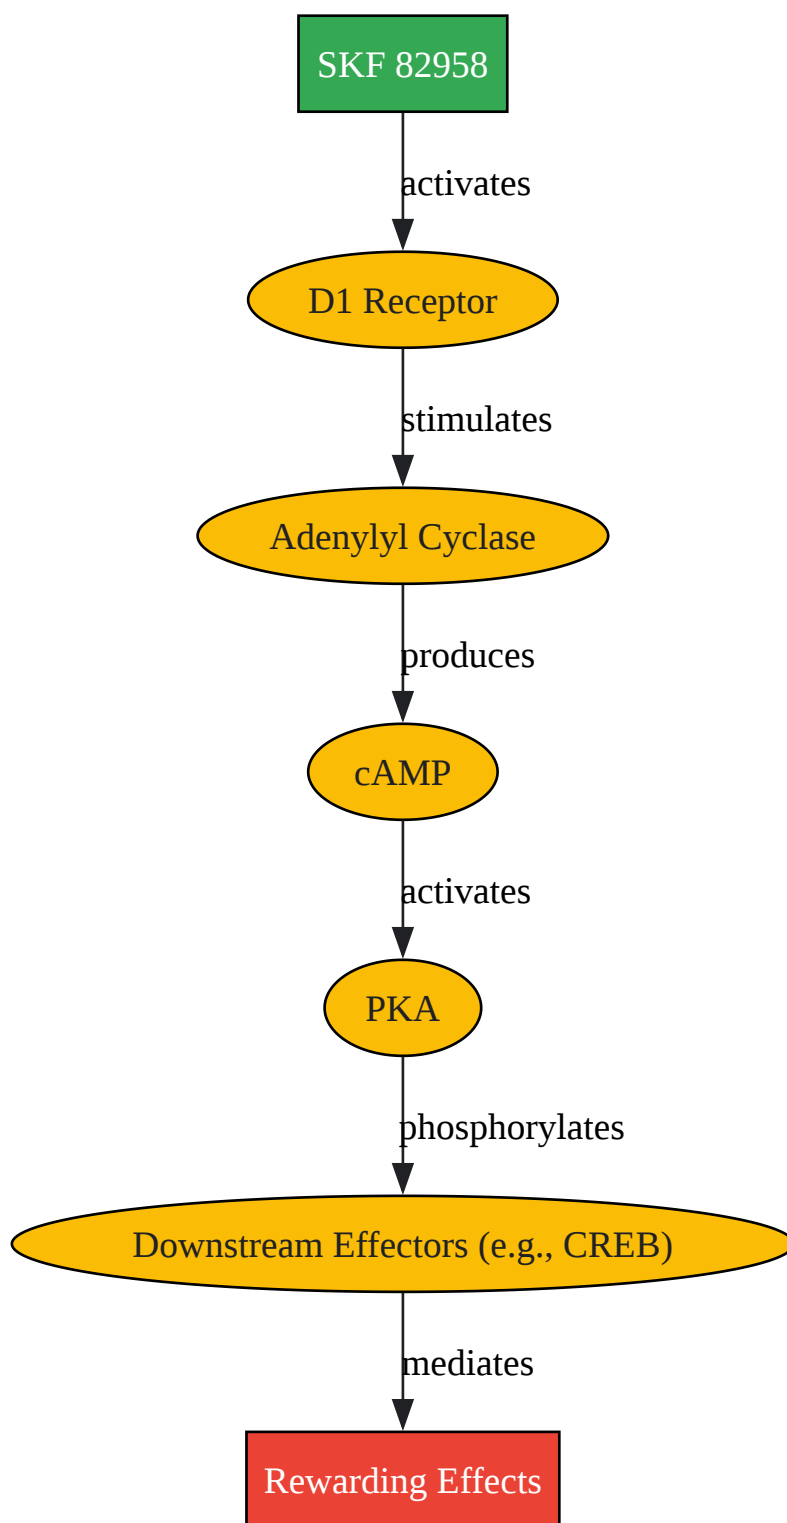 SKF 82958
activates
D1 Receptor
stimulates
Adenylyl Cyclase
produces
cAMP
activates
PKA
phosphorylates
Downstream Effectors (e.g., CREB)
mediates
Rewarding Effects